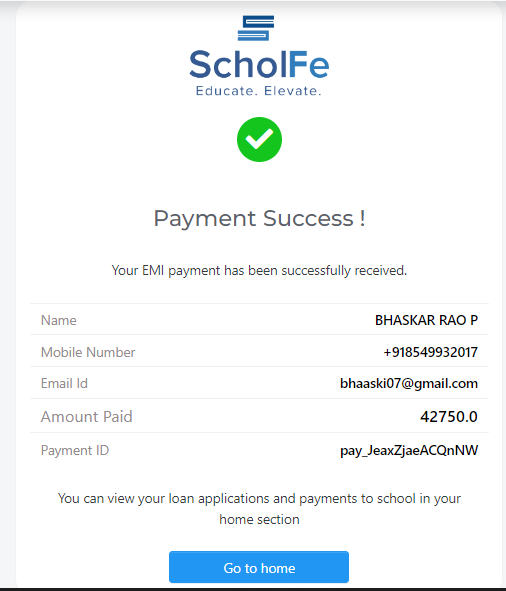 ScholFe
Educate. Elevate.
Payment Success !
Your EMI payment has been successfully received.
Name BHASKAR RAO P
Mobile Number +918549932017
Email Id bhaaski07@gmail.com
Amount Paid 42750.0
Payment ID pay_JeaxZjaeACQnNW
You can view your loan applications and payments to school in your
home section
Go to home